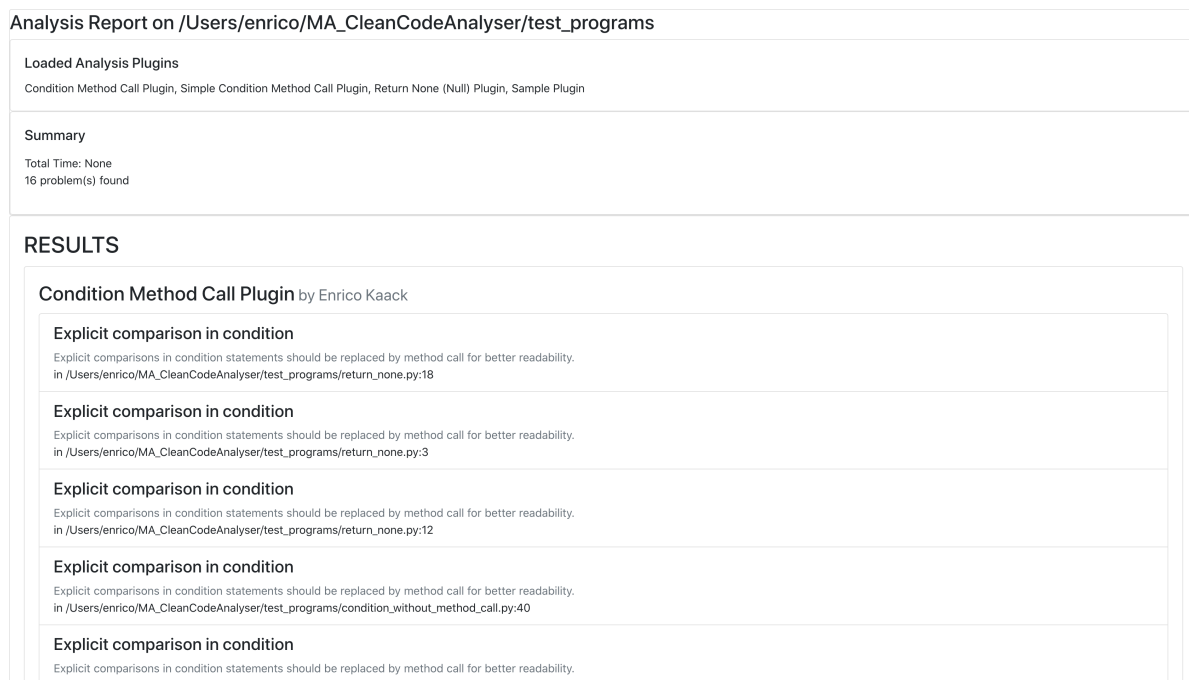 Analysis Report on /Users/enrico/MA_CleanCodeAnalyser/test_programs
Loaded Analysis Plugins
Condition Method Call Plugin, Simple Condition Method Call Plugin, Return None (Null) Plugin, Sample Plugin
Summary
Total Time: None
16 problem(s) found
RESULTS
Condition Method Call Plugin by Enrico Kaack
Explicit comparison in condition
Explicit comparisons in condition statements should be replaced by method call for better readability.
in /Users/enrico/MA_CleanCodeAnalyser/test_programs/return_none.py:18
Explicit comparison in condition
Explicit comparisons in condition statements should be replaced by method call for better readability.
in /Users/enrico/MA_CleanCodeAnalyser/test_programs/return_none.py:3
Explicit comparison in condition
Explicit comparisons in condition statements should be replaced by method call for better readability.
in /Users/enrico/MA_CleanCodeAnalyser/test_programs/return_none.py:12
Explicit comparison in condition
Explicit comparisons in condition statements should be replaced by method call for better readability.
in /Users/enrico/MA_CleanCodeAnalyser/test_programs/condition_without_method_call.py:40
Explicit comparison in condition
Explicit comparisons in condition statements should be replaced by method call for better readability.